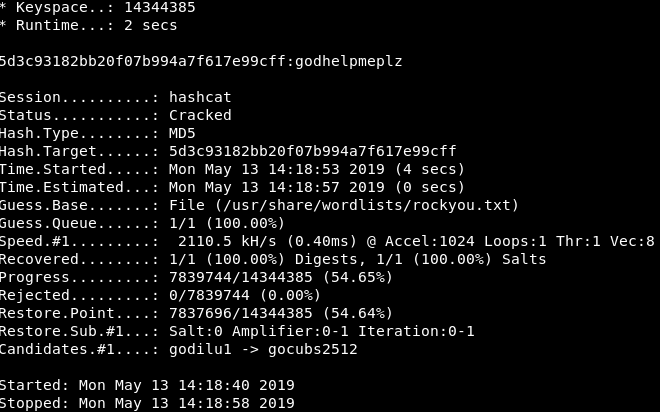 * Keyspace..: 14344385
* Runtime...: 2 secs
5d3c93182bb20f07b994a7f617e99cff:godhelpmeplz
Session..........: hashcat
Status...........: Cracked
Hash.Type........: MD5
Hash.Target......: 5d3c93182bb20f07b994a7f617e99cff
Time.Started.....: Mon May 13 14:18:53 2019 (4 secs)
Time.Estimated...: Mon May 13 14:18:57 2019 (0 secs)
Guess.Base.......: File (/usr/share/wordlists/rockyou.txt)
Guess.Queue......: 1/1 (100.00%)
Speed.#1.........:  2110.5 kH/s (0.40ms) @ Accel:1024 Loops:1 Thr:1 Vec:8
Recovered........: 1/1 (100.00%) Digests, 1/1 (100.00%) Salts
Progress.........: 7839744/14344385 (54.65%)
Rejected.........: 0/7839744 (0.00%)
Restore.Point....: 7837696/14344385 (54.64%)
Restore.Sub.#1...: Salt:0 Amplifier:0-1 Iteration:0-1
Candidates.#1....: godilu1 -> gocubs2512
Started: Mon May 13 14:18:40 2019
Stopped: Mon May 13 14:18:58 2019